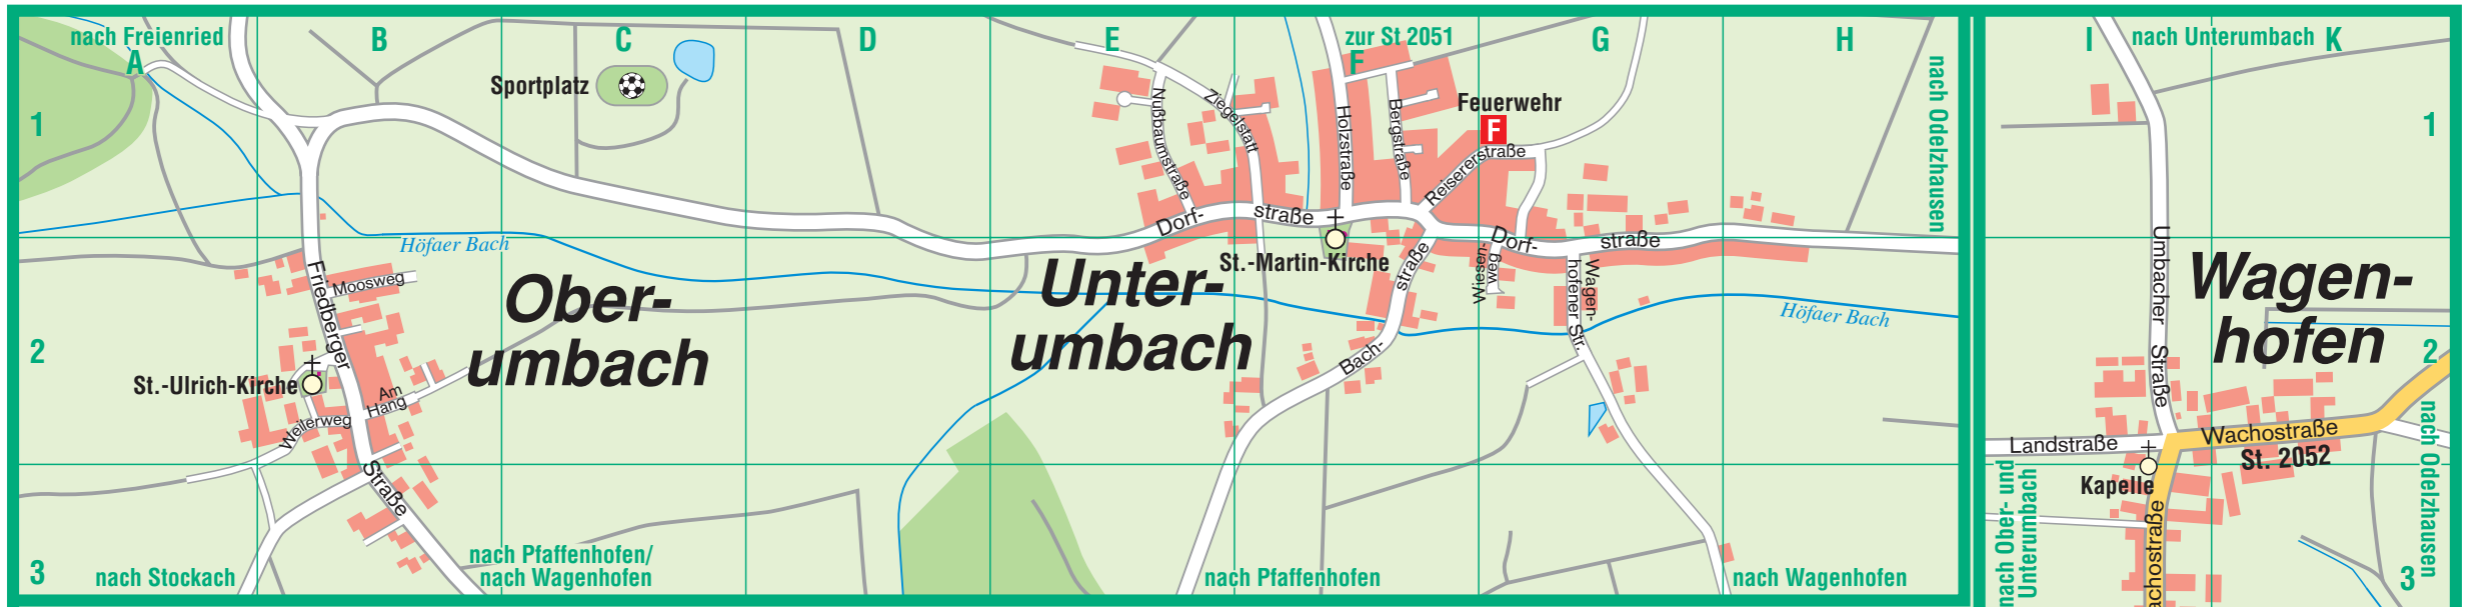 nach Freienried
A
B
C
D
E
zur St 2051
F
G
H
I
nach Unterumbach
K
Sportplatz
Feuerwehr
F
nach Odelzhausen
1
1
Nußbaumstraße
Ziegelstatt
Holzstraße
Bergstraße
Reisererstraße
Dorf-
straße
Dorf-
straße
Höfaer Bach
St.-Martin-Kirche
straße
Bach-
Wiesen-
weg
Wagen-
hofener Str.
Höfaer Bach
Friedberger
Straße
Moosweg
Ober-
umbach
Unter-
umbach
Wagen-
hofen
Umbacher Straße
2
2
St.-Ulrich-Kirche
Am
Hang
Weilerweg
Landstraße
Wachostraße
St. 2052
Kapelle
achostraße
nach Odelzhausen
nach Ober- und
Unterumbach
3
nach Stockach
nach Pfaffenhofen/
nach Wagenhofen
nach Pfaffenhofen
nach Wagenhofen
3